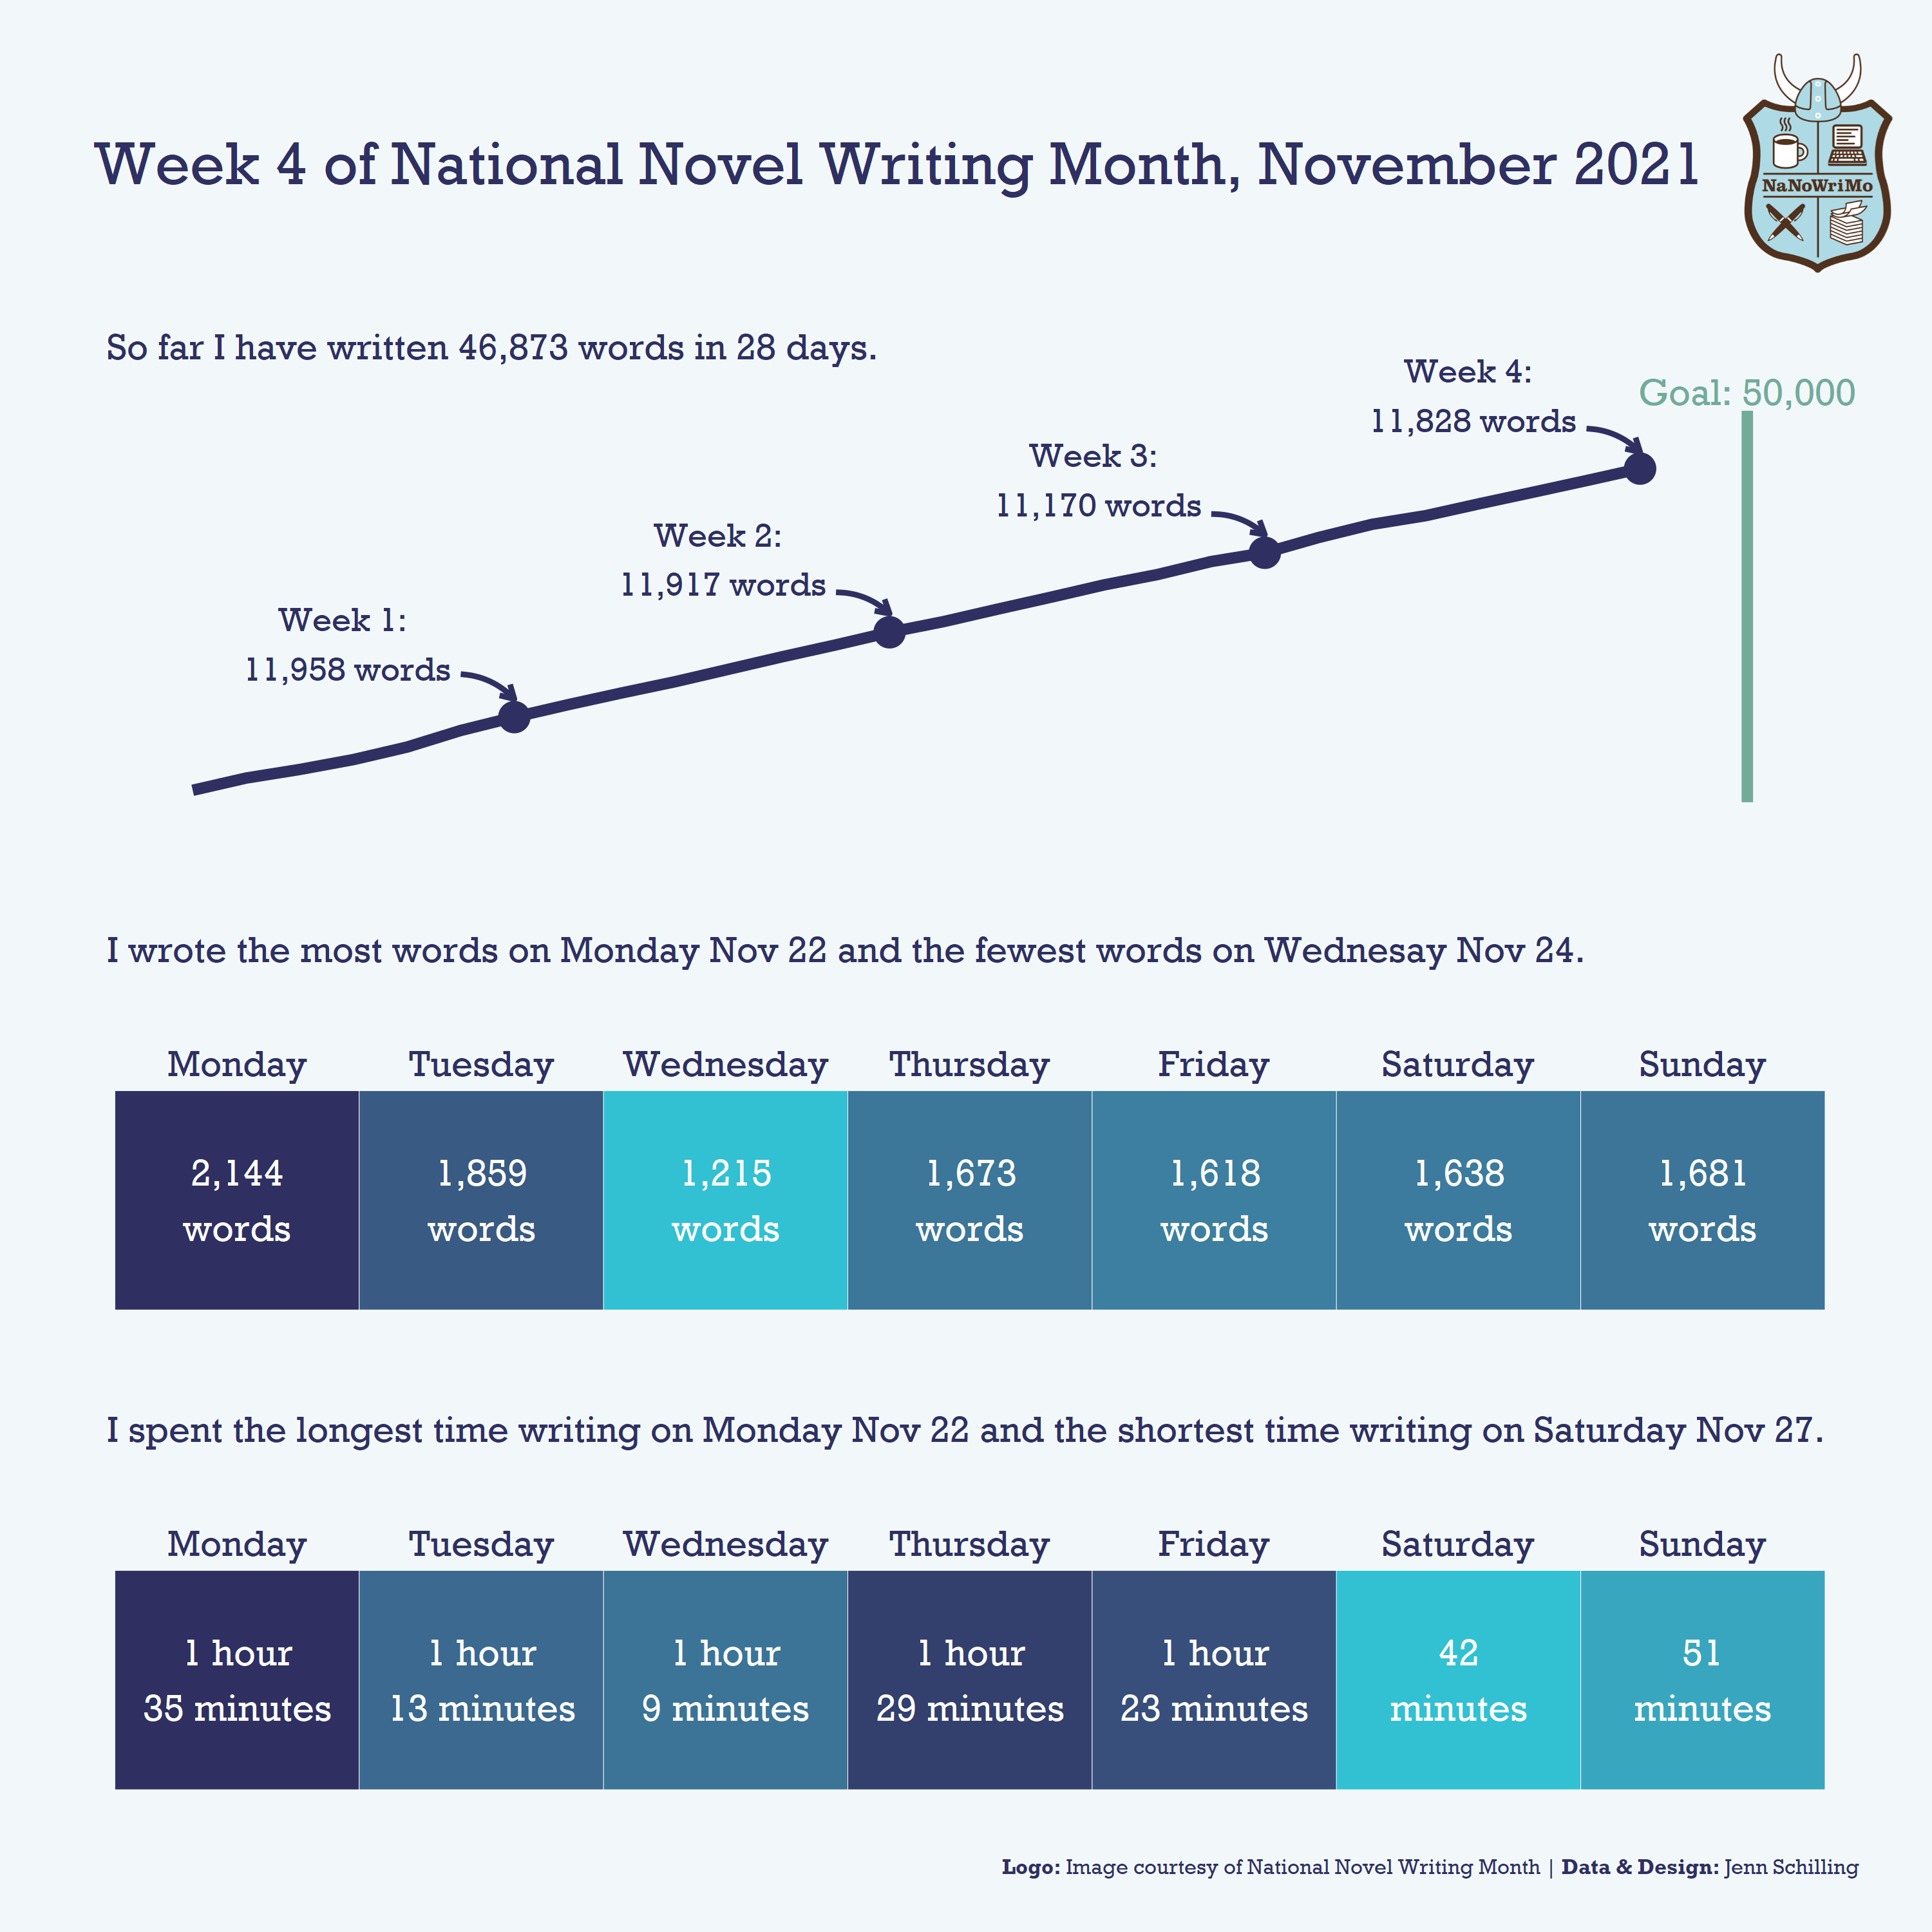 Week 4 of National Novel Writing Month, November 2021
NaNoWriMo
So far I have written 46,873 words in 28 days.
Week 4:
11,828 words
Goal: 50,000
Week 3:
11,170 words
Week 2:
11,917 words
Week 1:
11,958 words
I wrote the most words on Monday Nov 22 and the fewest words on Wednesay Nov 24.
Monday Tuesday Wednesday Thursday Friday Saturday Sunday
2,144 1,859 1,215 1,673 1,618 1,638 1,681
words words words words words words words
I spent the longest time writing on Monday Nov 22 and the shortest time writing on Saturday Nov 27.
Monday Tuesday Wednesday Thursday Friday Saturday Sunday
1 hour 1 hour 1 hour 1 hour 1 hour 42 51
35 minutes 13 minutes 9 minutes 29 minutes 23 minutes minutes minutes
Logo: Image courtesy of National Novel Writing Month | Data & Design: Jenn Schilling